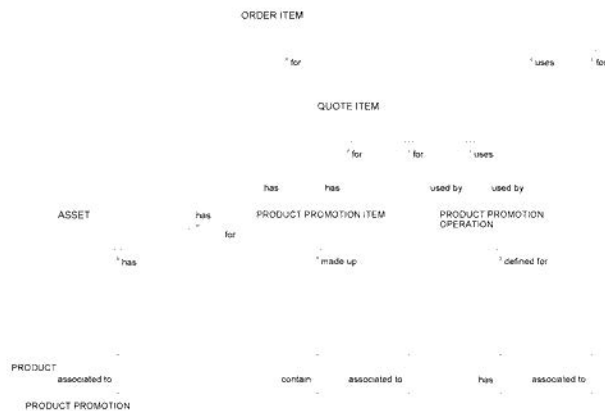 ORDER ITEM
for
uses
for
QUOTE ITEM
for
for
uses
has
has
used by
used by
ASSET
has
PRODUCT PROMOTION ITEM
PRODUCT PROMOTION
OPERATION
for
has
made up
defined for
PRODUCT
associated to
contain
associated to
has
associated to
PRODUCT PROMOTION